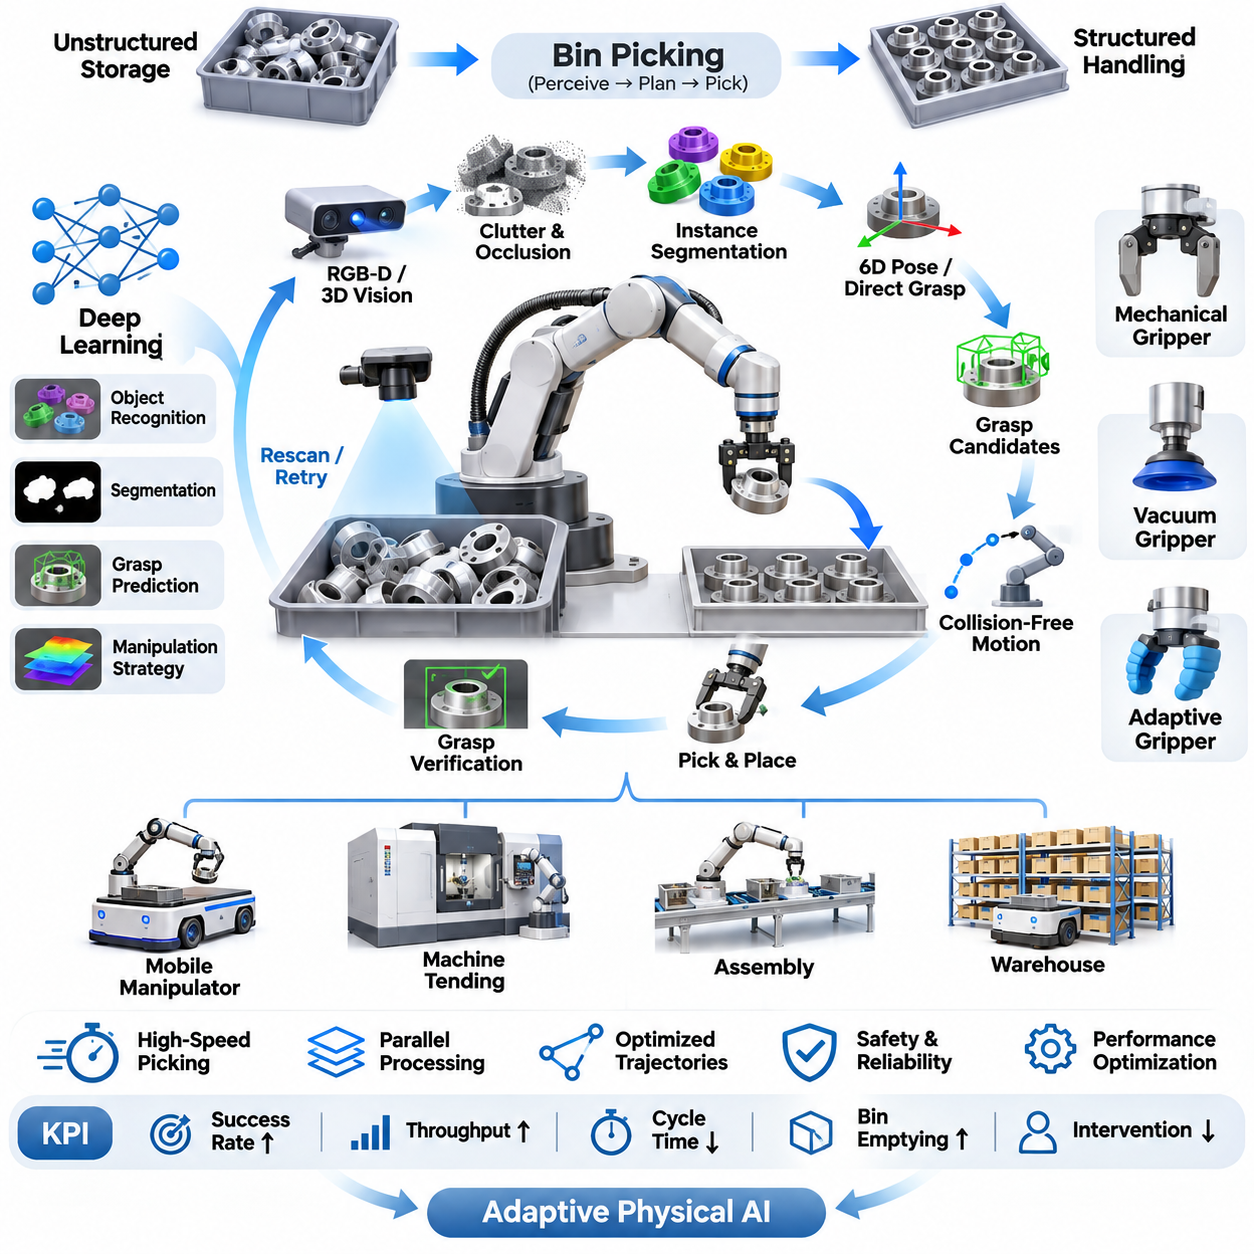 Unstructured
Storage
Bin Picking
(Perceive → Plan → Pick)
Structured
Handling
Deep
Learning
RGB-D /
3D Vision
Clutter &
Occlusion
Instance
Segmentation
6D Pose /
Direct Grasp
Mechanical
Gripper
Object
Recognition
Segmentation
Grasp
Prediction
Manipulation
Strategy
Rescan /
Retry
Grasp
Candidates
Vacuum
Gripper
Collision-Free
Motion
Adaptive
Gripper
Grasp
Verification
Pick & Place
Mobile
Manipulator
Machine
Tending
Assembly
Warehouse
High-Speed
Picking
Parallel
Processing
Optimized
Trajectories
Safety &
Reliability
Performance
Optimization
KPI
Success
Rate ↑
Throughput ↑
Cycle
Time ↓
Bin
Emptying ↑
Intervention ↓
Adaptive Physical AI